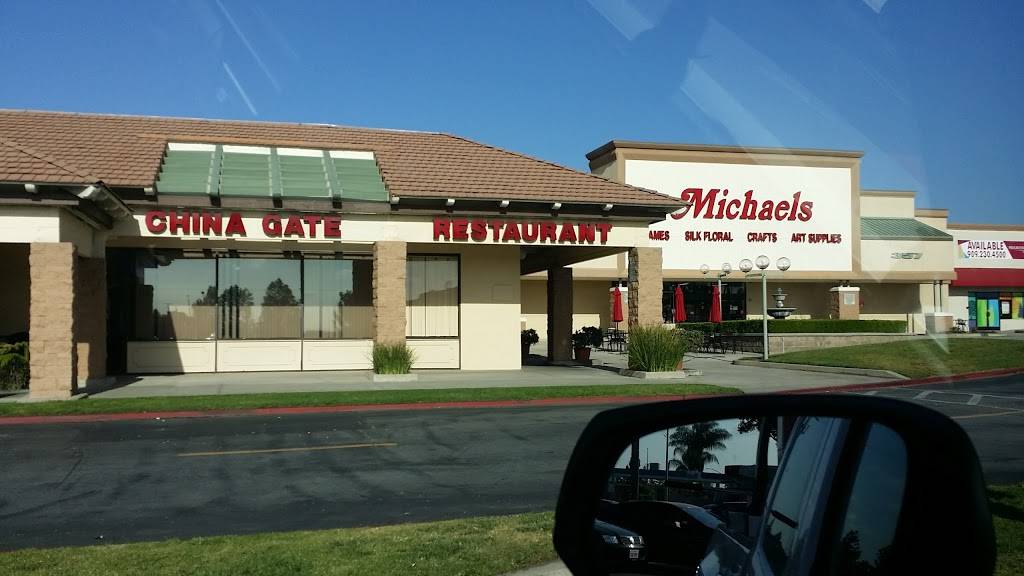 CHINA GATE RESTAURANT
Michaels
AMES SILK FLORAL CRAFTS ART SUPPLIES
AVAILABLE
909.230.4500